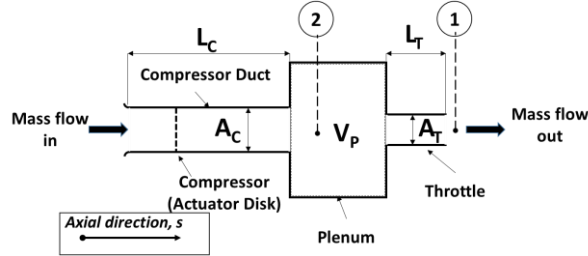 2
1
L_C
L_T
Compressor Duct
Mass flow
in
A_C
V_P
A_T
Mass flow
out
Compressor
(Actuator Disk)
Throttle
Plenum
Axial direction, s